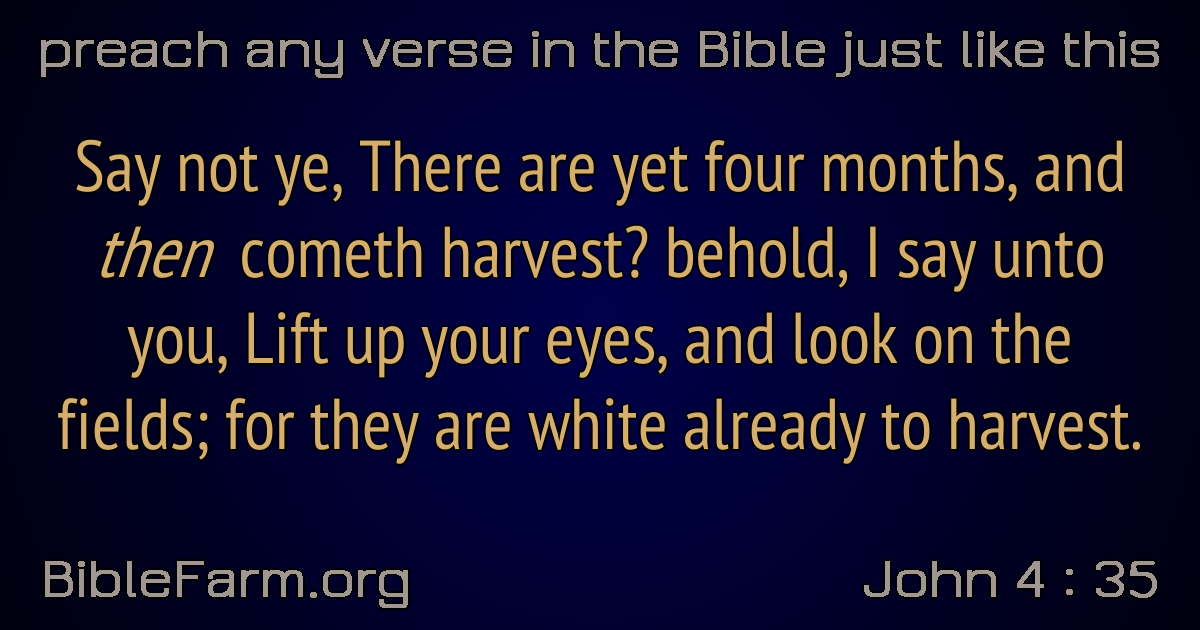 preach any verse in the Bible just like this
Say not ye, There are yet four months, and
then cometh harvest? behold, I say unto
you, Lift up your eyes, and look on the
fields; for they are white already to harvest.
BibleFarm.org
John 4 : 35